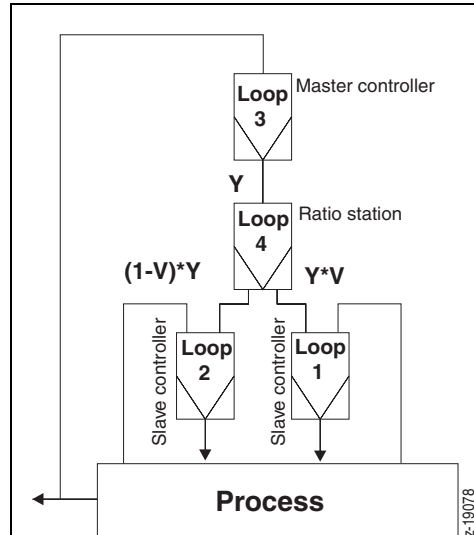 Loop
3
Master controller
Y
Loop
4
Ratio station
(1-V)*Y
Y*V
Slave controller
Loop
2
Slave controller
Loop
1
Process
z-19078